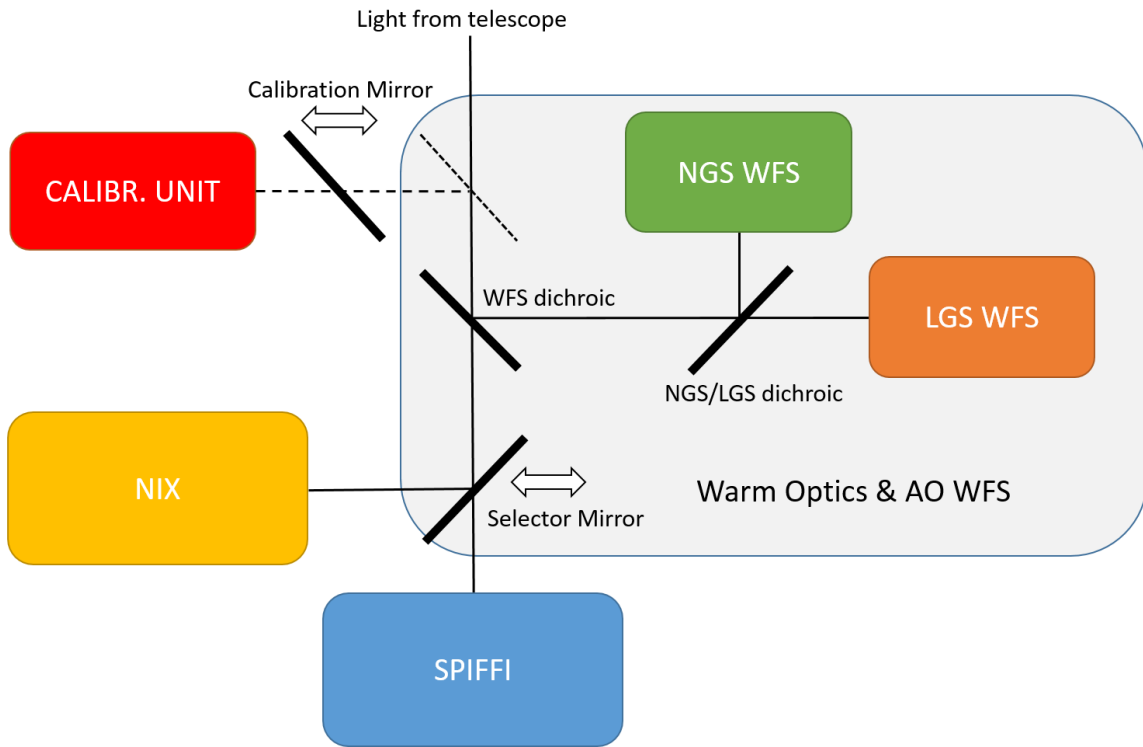 Light from telescope
Calibration Mirror
CALIBR. UNIT
NGS WFS
WFS dichroic
LGS WFS
NGS/LGS dichroic
NIX
Warm Optics & AO WFS
Selector Mirror
SPIFFI